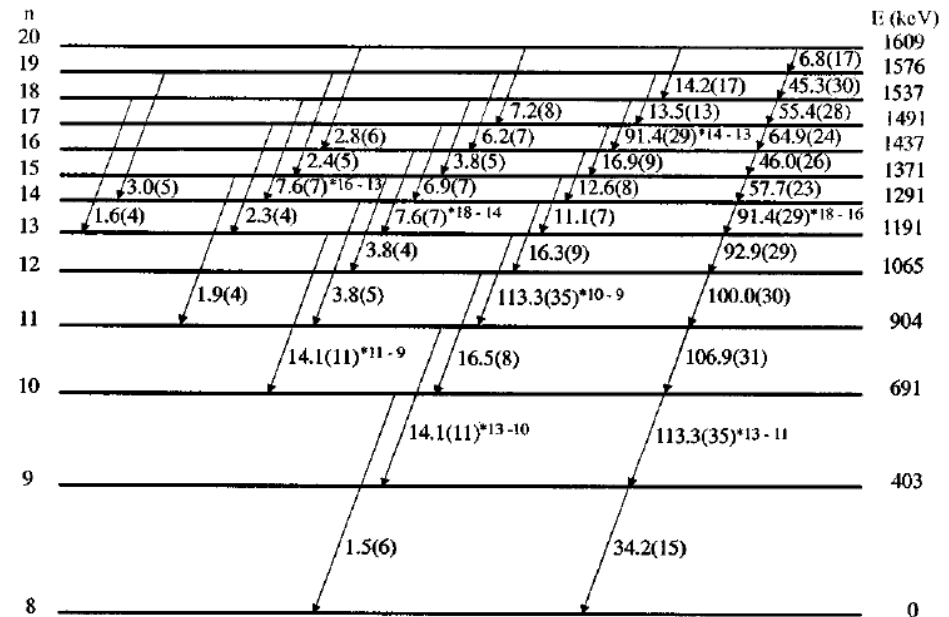 n E (keV)
20 1609
6.8(17)
19 1576
14.2(17) 45.3(30)
18 1537
7.2(8) 13.5(13) 55.4(28)
17 1491
2.8(6) 6.2(7) 91.4(29)*14 - 13 64.9(24)
16 1437
2.4(5) 3.8(5) 16.9(9) 46.0(26)
15 1371
3.0(5) 7.6(7)*16 - 13 6.9(7) 12.6(8) 57.7(23)
14 1291
1.6(4) 2.3(4) 7.6(7)*18 - 14 11.1(7) 91.4(29)*18 - 16
13 1191
3.8(4) 16.3(9) 92.9(29)
12 1065
1.9(4) 3.8(5) 113.3(35)*10 - 9 100.0(30)
11 904
14.1(11)*11 - 9 16.5(8) 106.9(31)
10 691
14.1(11)*13 -10 113.3(35)*13 - 11
9 403
1.5(6) 34.2(15)
8 0